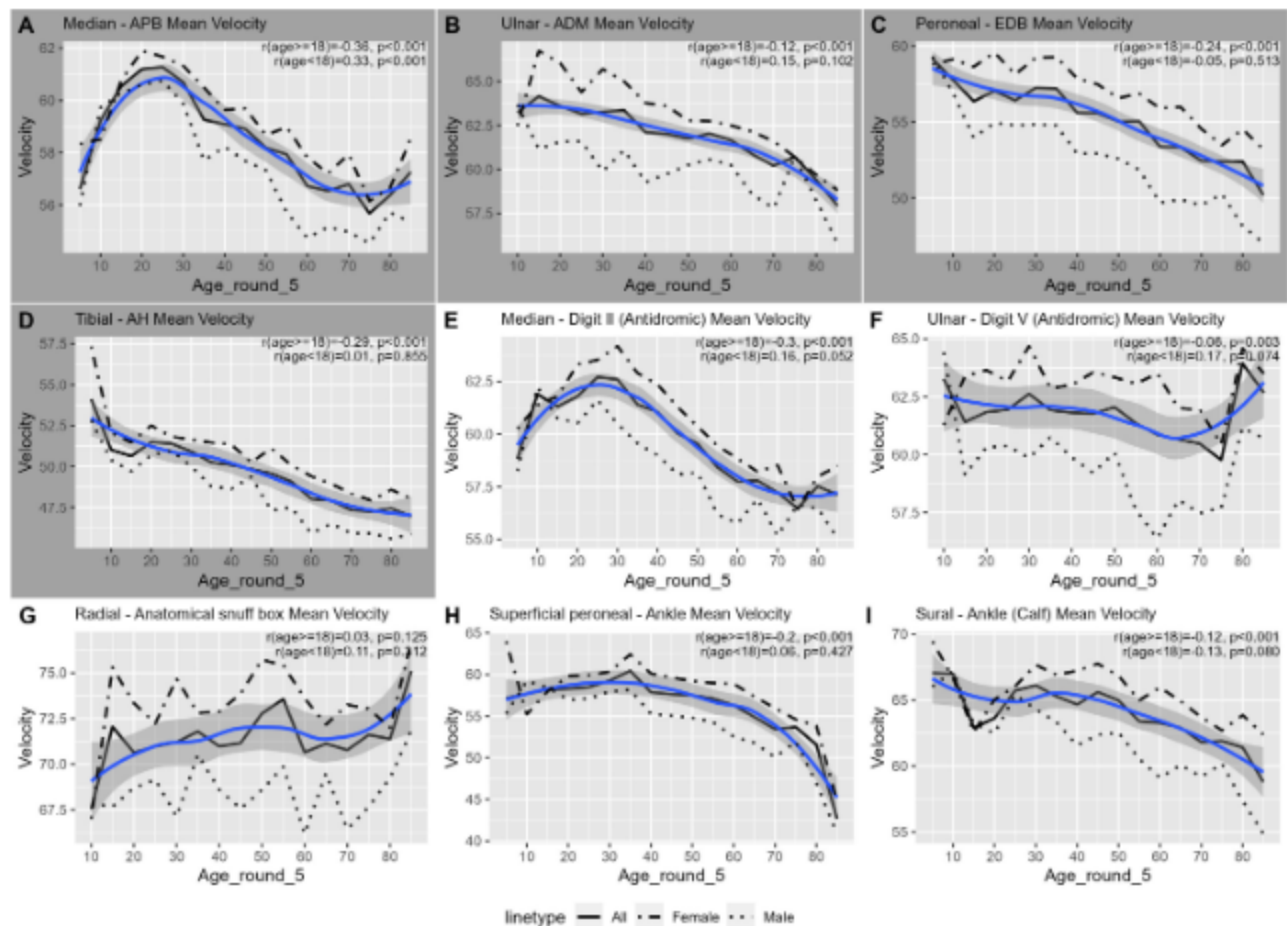 A Median - APB Mean Velocity
r(age>=18)=-0.36, p<0.001
r(age<18)=0.33, p<0.001
62
60
58
56
Velocity
10 20 30 40 50 60 70 80
Age_round_5
B Ulnar - ADM Mean Velocity
r(age>=18)=-0.12, p<0.001
r(age<18)=0.15, p=0.102
65.0
62.5
60.0
57.5
Velocity
10 20 30 40 50 60 70 80
Age_round_5
C Peroneal - EDB Mean Velocity
r(age>=18)=-0.24, p<0.001
r(age<18)=-0.05, p=0.513
60
55
50
Velocity
10 20 30 40 50 60 70 80
Age_round_5
D Tibial - AH Mean Velocity
r(age>=18)=-0.29, p<0.001
r(age<18)=0.01, p=0.855
57.5
55.0
52.5
50.0
47.5
Velocity
10 20 30 40 50 60 70 80
Age_round_5
E Median - Digit II (Antidromic) Mean Velocity
r(age>=18)=-0.3, p<0.001
r(age<18)=0.16, p=0.052
62.5
60.0
57.5
55.0
Velocity
10 20 30 40 50 60 70 80
Age_round_5
F Ulnar - Digit V (Antidromic) Mean Velocity
r(age>=18)=-0.06, p=0.003
r(age<18)=0.17, p=0.074
65.0
62.5
60.0
57.5
Velocity
10 20 30 40 50 60 70 80
Age_round_5
G Radial - Anatomical snuff box Mean Velocity
r(age>=18)=0.03, p=0.125
r(age<18)=0.11,
75.0
72.5
70.0
67.5
Velocity
10 20 30 40 50 60 70 80
Age_round_5
H Superficial peroneal - Ankle Mean Velocity
r(age>=18)=-0.2, p<0.001
r(age<18)=0.06, p=0.427
65
60
55
50
45
40
Velocity
10 20 30 40 50 60 70 80
Age_round_5
I Sural - Ankle (Calf) Mean Velocity
r(age>=18)=-0.12, p<0.001
r(age<18)=-0.13, p=0.080
70
65
60
55
Velocity
10 20 30 40 50 60 70 80
Age_round_5
linetype All Female Male